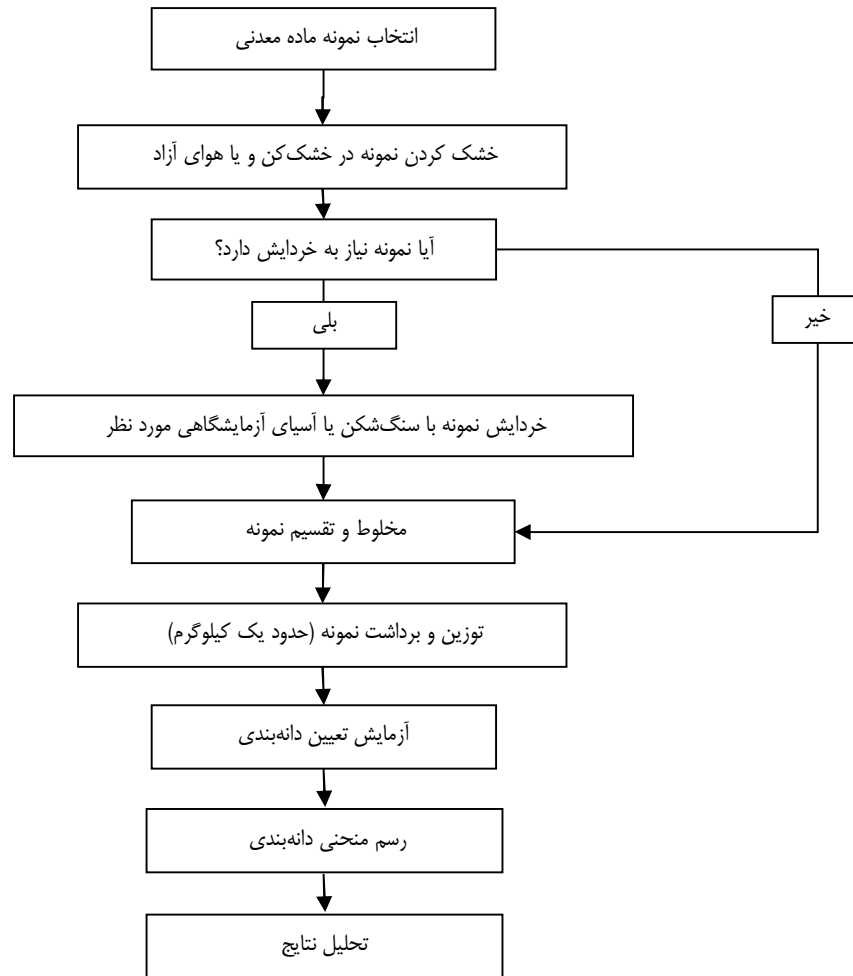 انتخاب نمونه ماده معدنی
خشک کردن نمونه در خشک‌کن و یا هوای آزاد
آیا نمونه نیاز به خردایش دارد؟
بلی
خیر
خردایش نمونه با سنگ‌شکن یا آسیای آزمایشگاهی مورد نظر
مخلوط و تقسیم نمونه
توزین و برداشت نمونه (حدود یک کیلوگرم)
آزمایش تعیین دانه‌بندی
رسم منحنی دانه‌بندی
تحلیل نتایج